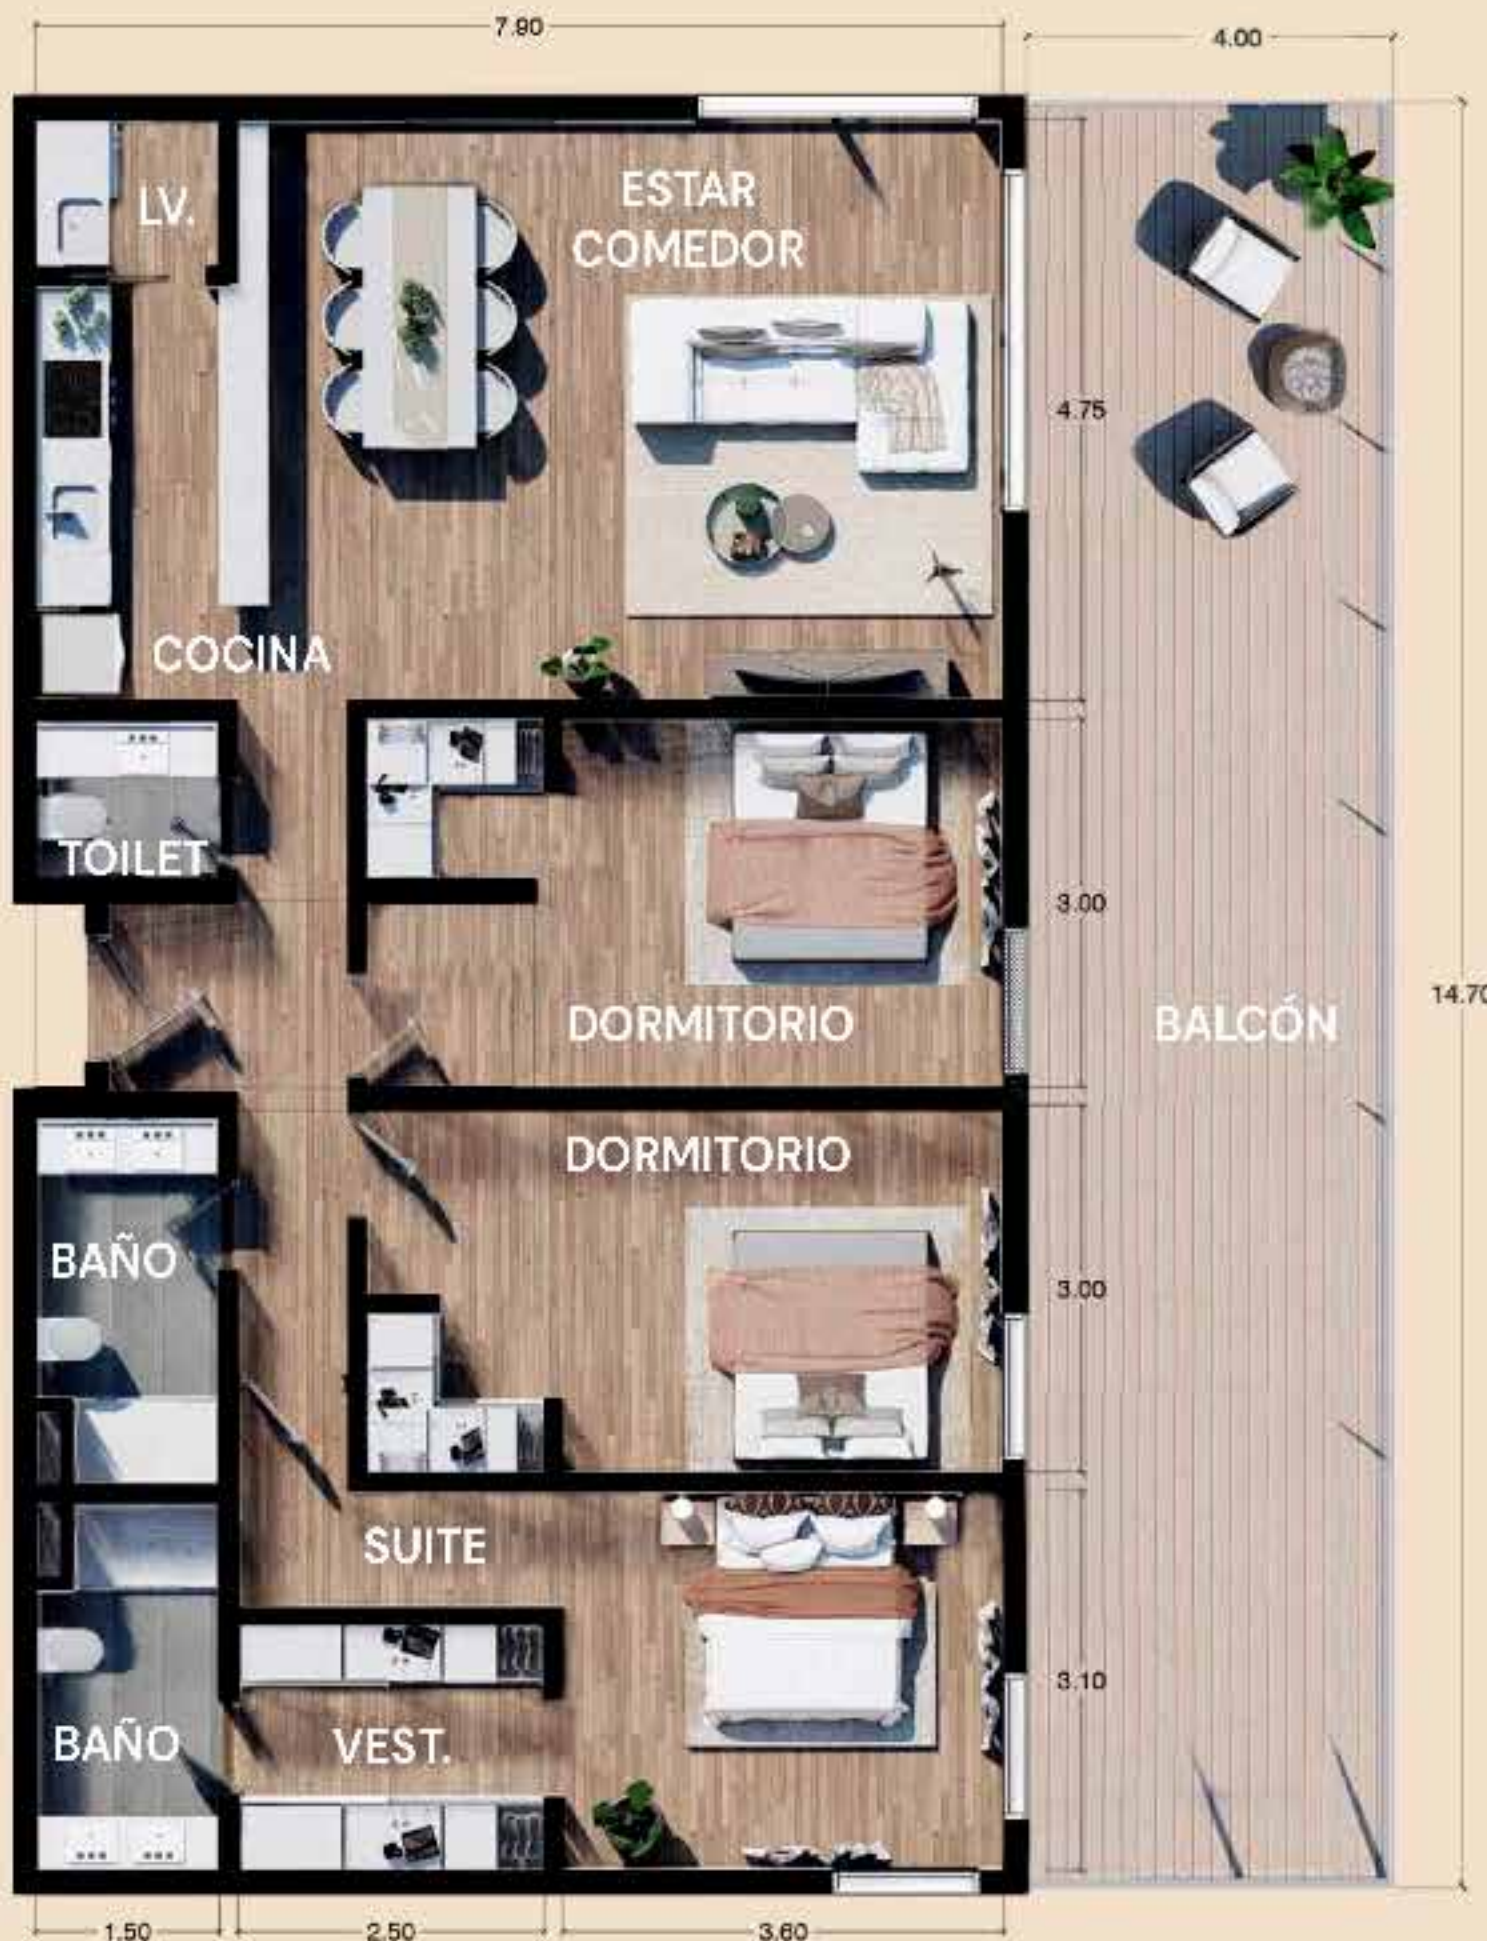 7.90
4.00
LV.
ESTAR
COMEDOR
4.75
COCINA
TOILET
3.00
14.70
DORMITORIO
BALCÓN
DORMITORIO
BAÑO
3.00
SUITE
3.10
BAÑO
VEST.
1.50
2.50
3.60